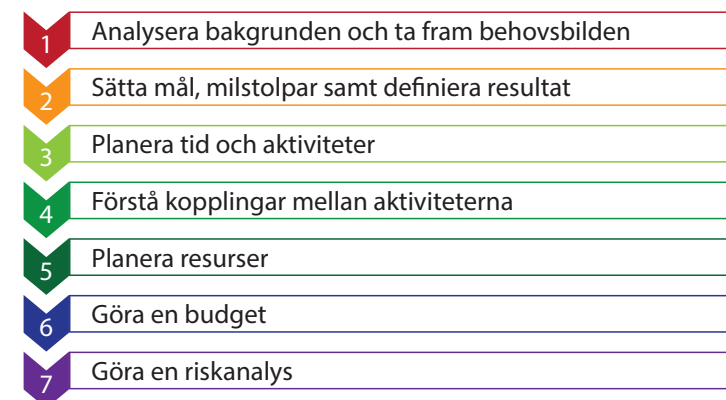 1 Analysera bakgrunden och ta fram behovsbilden
2 Sätta mål, milstolpar samt definiera resultat
3 Planera tid och aktiviteter
4 Förstå kopplingar mellan aktiviteterna
5 Planera resurser
6 Göra en budget
7 Göra en riskanalys